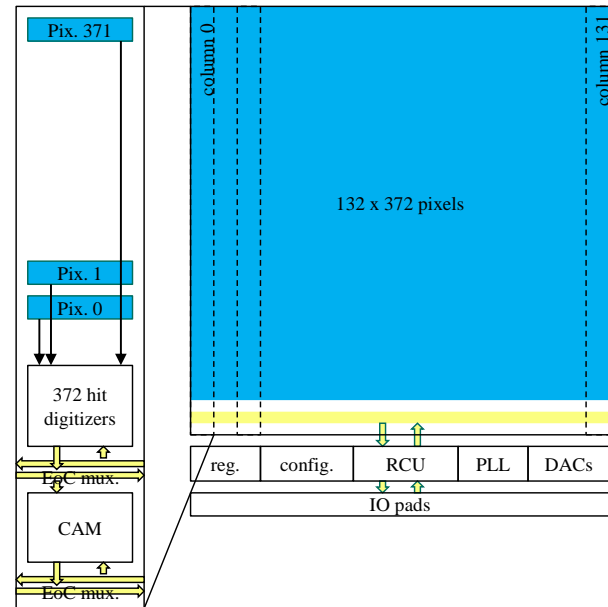 Pix. 371
Pix. 1
Pix. 0
372 hit
digitizers
EoC mux.
CAM
EoC mux.
column 0
column 131
132 x 372 pixels
reg.
config.
RCU
PLL
DACs
IO pads